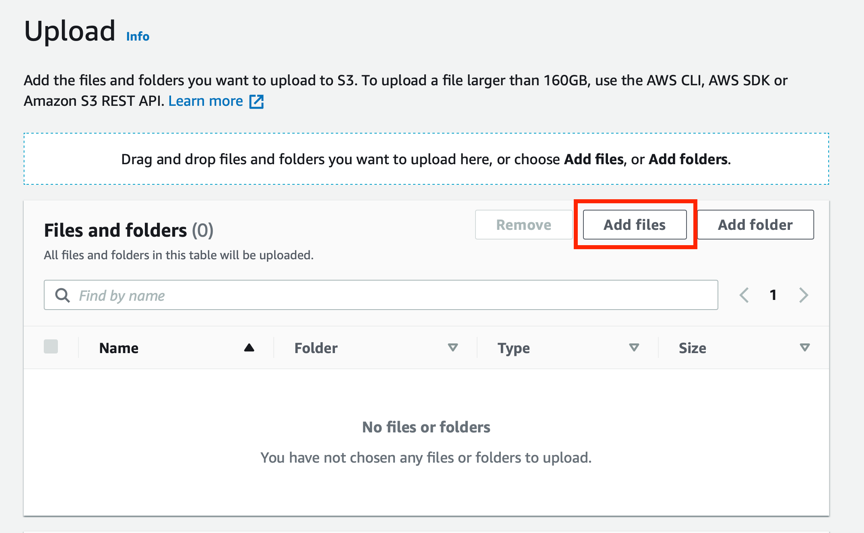 Upload Info
Add the files and folders you want to upload to S3. To upload a file larger than 160GB, use the AWS CLI, AWS SDK or
Amazon S3 REST API. Learn more
Drag and drop files and folders you want to upload here, or choose Add files, or Add folders.
Files and folders (0)
Remove Add files Add folder
All files and folders in this table will be uploaded.
Find by name 1
Name Folder Type Size
No files or folders
You have not chosen any files or folders to upload.